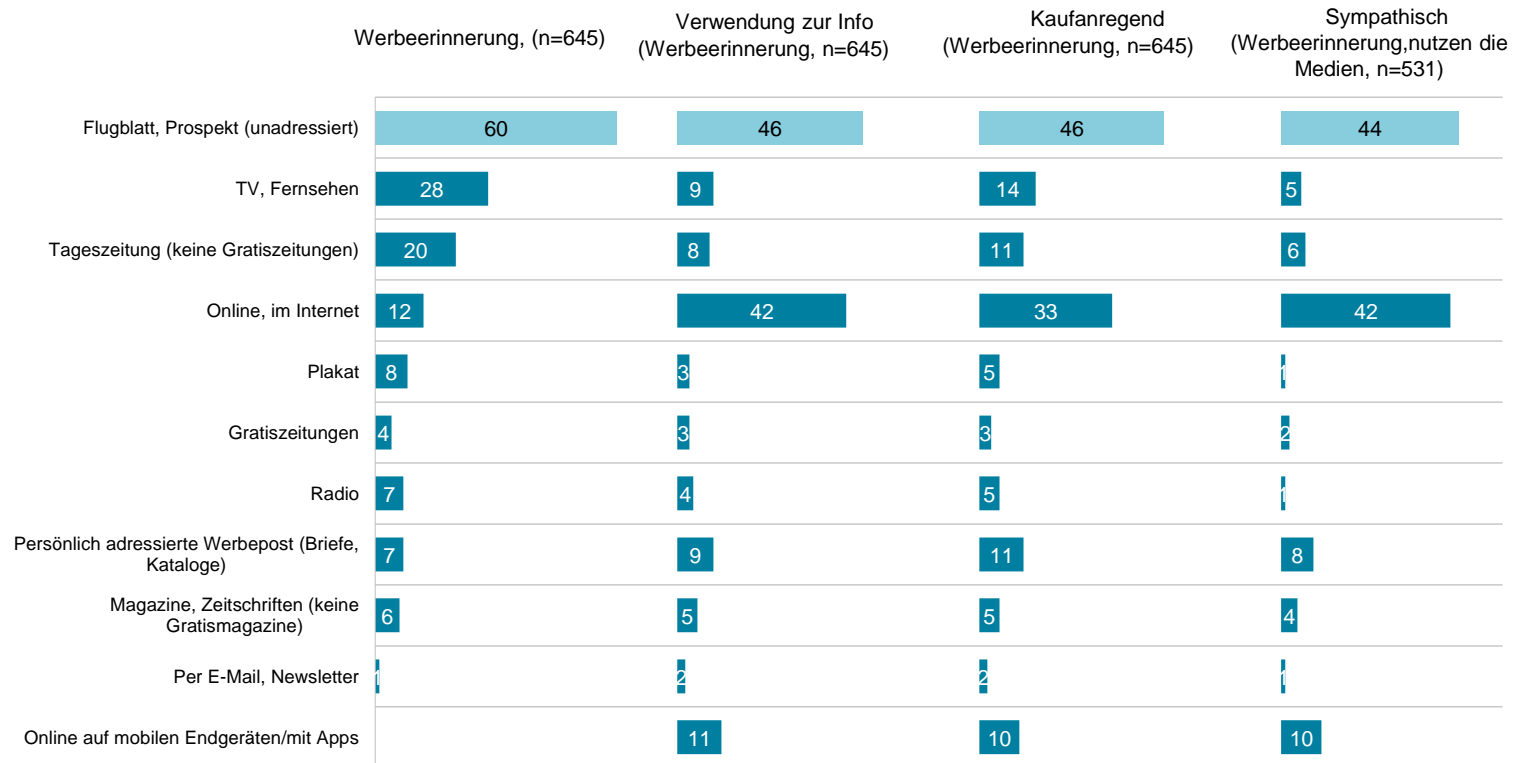 Werbeerinnerung, (n=645)
Verwendung zur Info
(Werbeerinnerung, n=645)
Kaufanregend
(Werbeerinnerung, n=645)
Sympathisch
(Werbeerinnerung,nutzen die
Medien, n=531)
Flugblatt, Prospekt (unadressiert)
60
46
46
44
TV, Fernsehen
28
9
14
5
Tageszeitung (keine Gratiszeitungen)
20
8
11
6
Online, im Internet
12
42
33
42
Plakat
8
3
5
1
Gratiszeitungen
4
3
3
2
Radio
7
4
5
1
Persönlich adressierte Werbepost (Briefe,
Kataloge)
7
9
11
8
Magazine, Zeitschriften (keine
Gratismagazine)
6
5
5
4
Per E-Mail, Newsletter
1
2
2
1
Online auf mobilen Endgeräten/mit Apps
11
10
10